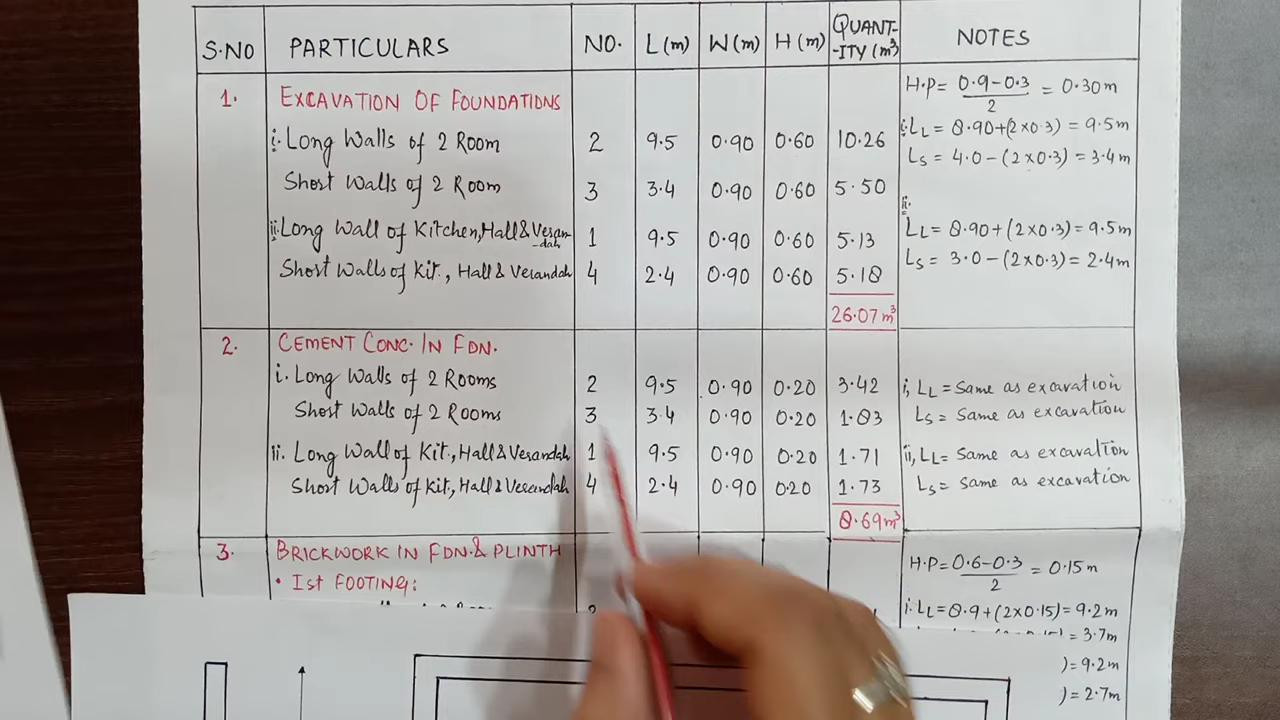 S.NO PARTICULARS NO. L (m) W (m) H (m) QUANT-
-ITY (m³) NOTES
1. EXCAVATION OF FOUNDATIONS
H.P = 0.9-0.3 / 2 = 0.30m
i. Long Walls of 2 Room 2 9.5 0.90 0.60 10.26
i. LL = 8.90+(2×0.3) = 9.5m
Short Walls of 2 Room 3 3.4 0.90 0.60 5.50
LS = 4.0-(2×0.3) = 3.4m
ii. Long Wall of Kitchen, Hall & Veran-
-dah 1 9.5 0.90 0.60 5.13
ii.
LL = 8.90+(2×0.3) = 9.5m
Short Walls of Kit., Hall & Verandah 4 2.4 0.90 0.60 5.18
LS = 3.0-(2×0.3) = 2.4m
26.07 m³
2. CEMENT CONC. IN FDN.
i. Long Walls of 2 Rooms 2 9.5 0.90 0.20 3.42 i, LL = Same as excavation
Short Walls of 2 Rooms 3 3.4 0.90 0.20 1.83 LS = Same as excavation
ii. Long Wall of Kit., Hall & Verandah 1 9.5 0.90 0.20 1.71 ii, LL = Same as excavation
Short Walls of Kit, Hall & Verandah 4 2.4 0.90 0.20 1.73 LS = Same as excavation
8.69m³
3. BRICKWORK IN FDN. & PLINTH
• Ist FOOTING:
H.P = 0.6-0.3 / 2 = 0.15m
i. LL = 8.9+(2×0.15) = 9.2m
= 3.7m
) = 9.2m
) = 2.7m